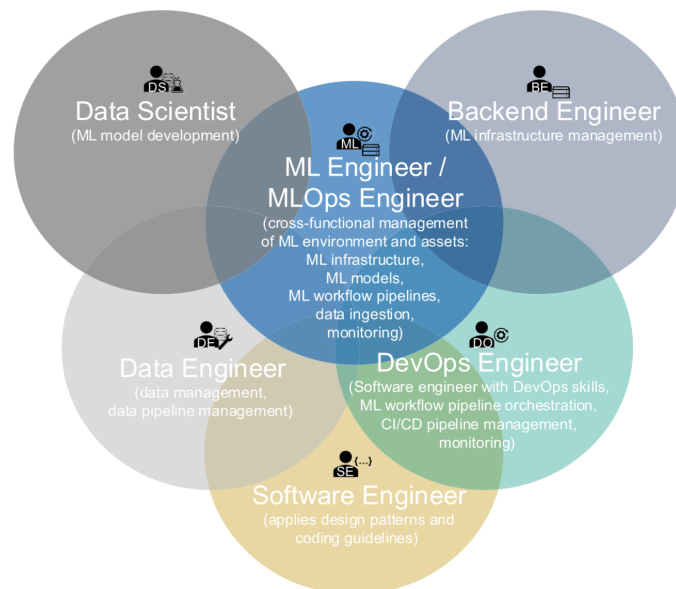 DS
Data Scientist
(ML model development)
BE
Backend Engineer
(ML infrastructure management)
ML
ML Engineer /
MLOps Engineer
(cross-functional management
of ML environment and assets:
ML infrastructure,
ML models,
ML workflow pipelines,
data ingestion,
monitoring)
DE
Data Engineer
(data management,
data pipeline management)
DO
DevOps Engineer
(Software engineer with DevOps skills,
ML workflow pipeline orchestration,
CI/CD pipeline management,
monitoring)
SE {...}
Software Engineer
(applies design patterns and
coding guidelines)